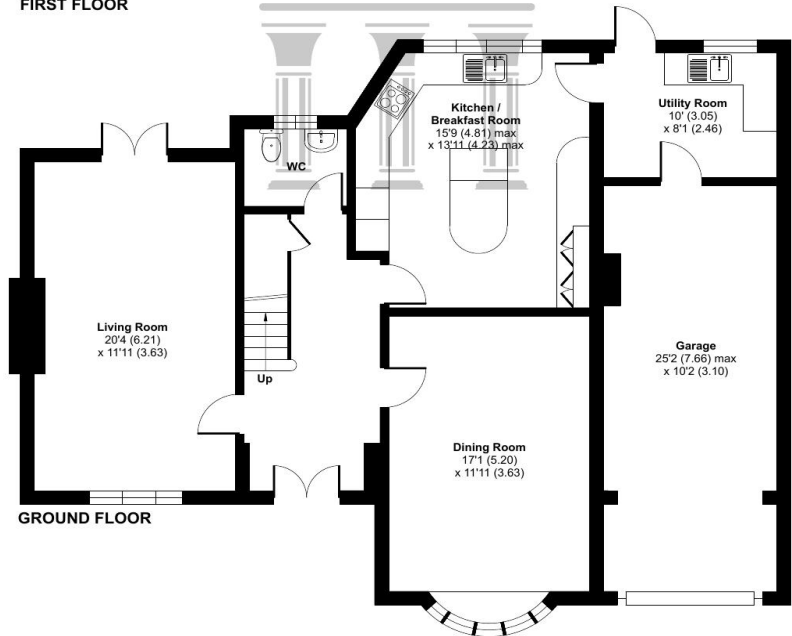 FIRST FLOOR
Kitchen /
Breakfast Room
15'9 (4.81) max
x 13'11 (4.23) max
Utility Room
10' (3.05)
x 8'1 (2.46)
WC
Living Room
20'4 (6.21)
x 11'11 (3.63)
Up
Garage
25'2 (7.66) max
x 10'2 (3.10)
Dining Room
17'1 (5.20)
x 11'11 (3.63)
GROUND FLOOR